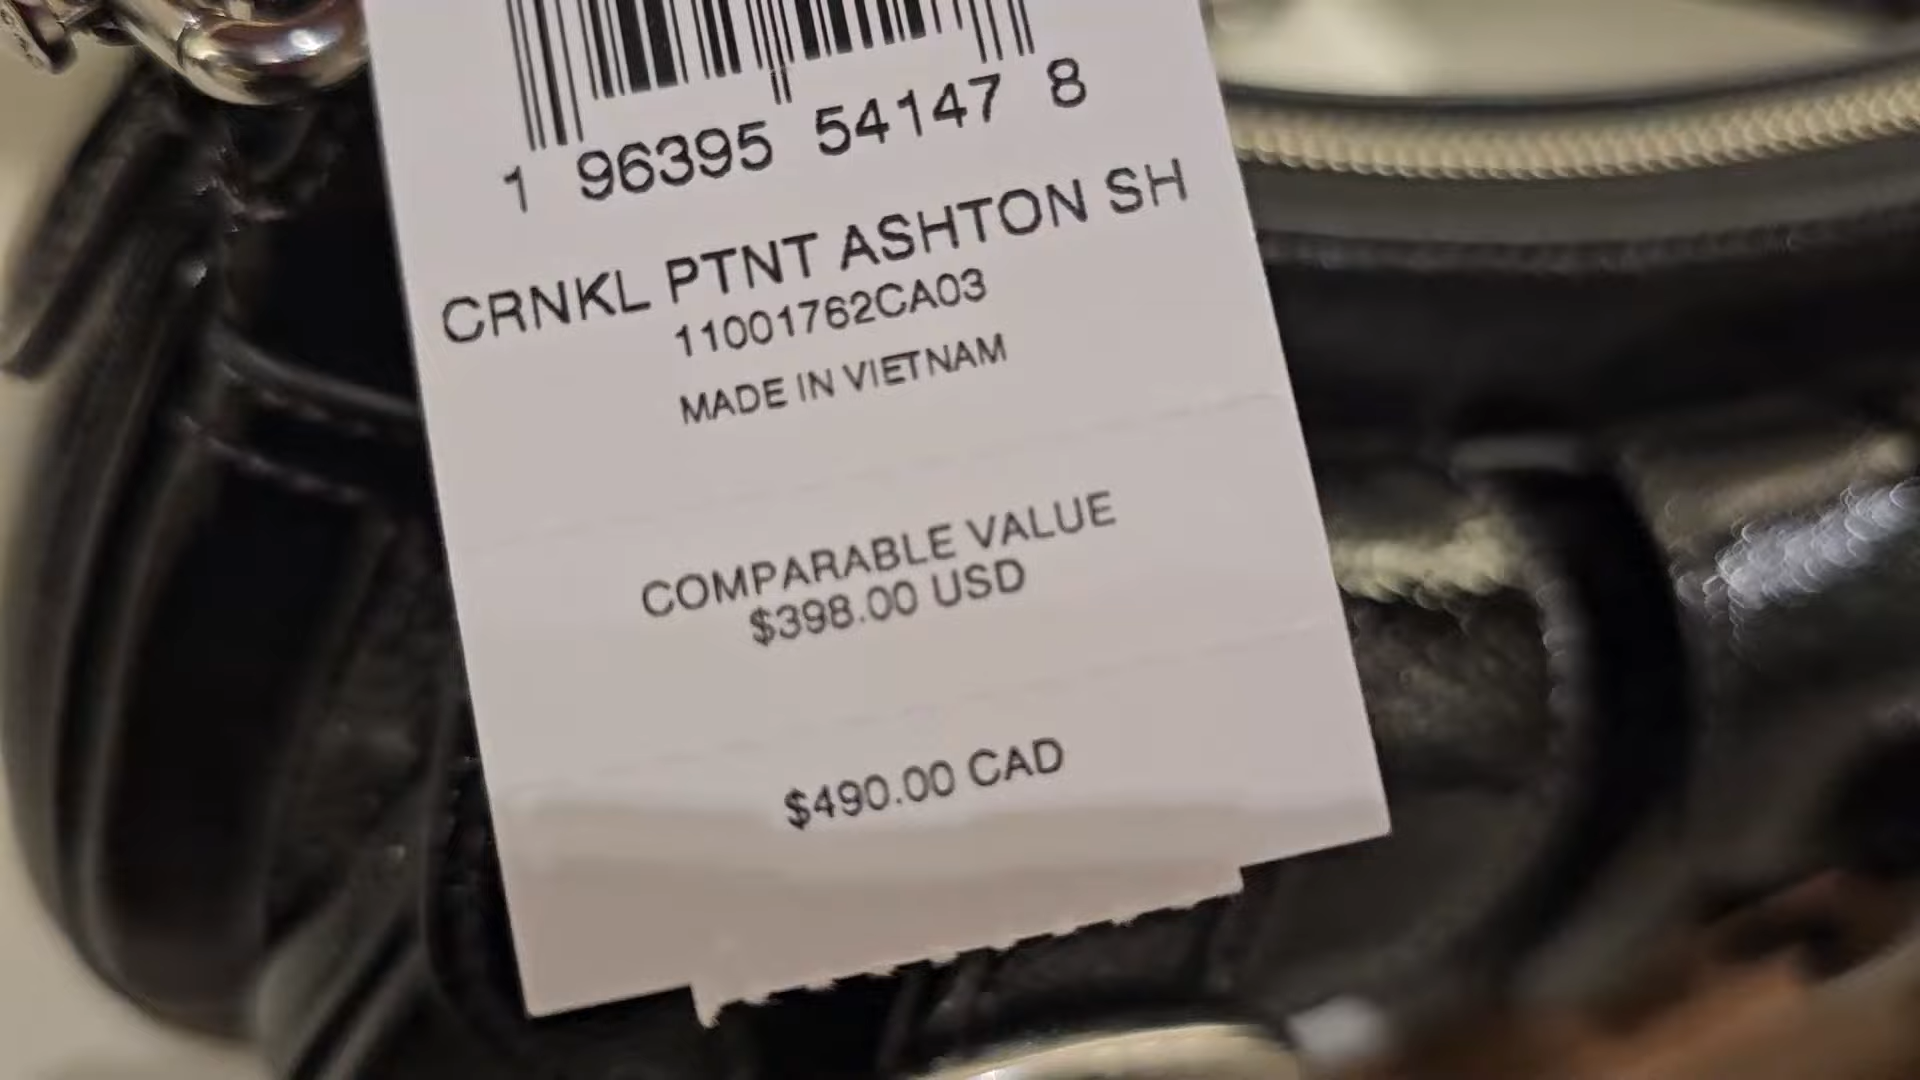 1 96395 54147 8
CRNKL PTNT ASHTON SH
11001762CA03
MADE IN VIETNAM
COMPARABLE VALUE
$398.00 USD
$490.00 CAD